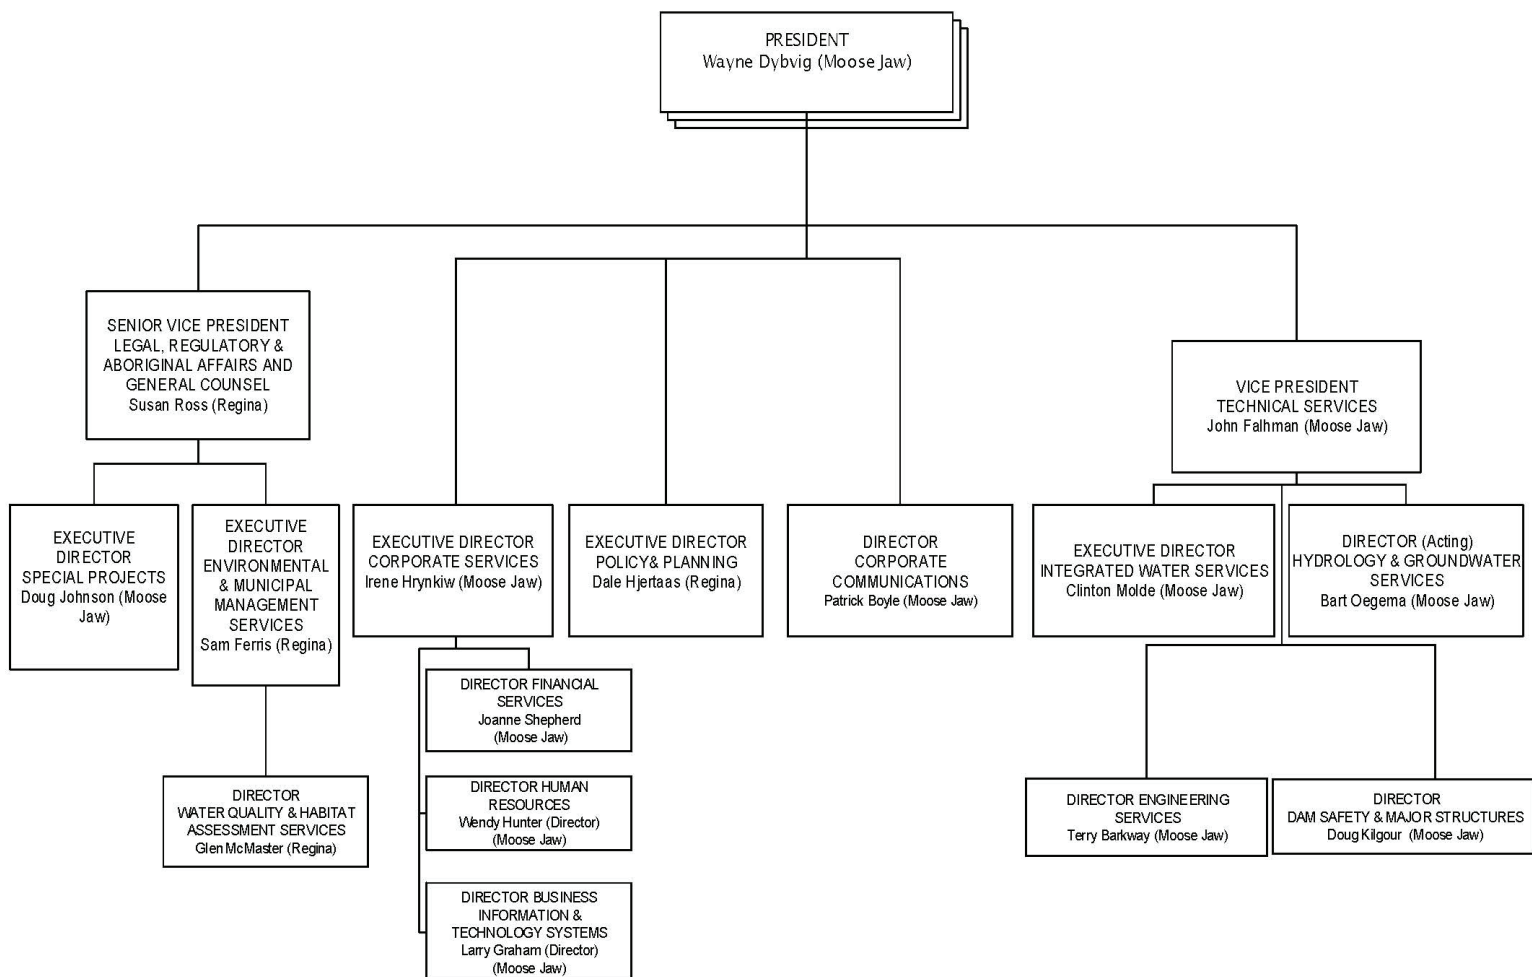 PRESIDENT
Wayne Dybvig (Moose Jaw)
SENIOR VICE PRESIDENT
LEGAL, REGULATORY &
ABORIGINAL AFFAIRS AND
GENERAL COUNSEL
Susan Ross (Regina)
VICE PRESIDENT
TECHNICAL SERVICES
John Falhman (Moose Jaw)
EXECUTIVE
DIRECTOR
SPECIAL PROJECTS
Doug Johnson (Moose
Jaw)
EXECUTIVE
DIRECTOR
ENVIRONMENTAL
& MUNICIPAL
MANAGEMENT
SERVICES
Sam Ferris (Regina)
EXECUTIVE DIRECTOR
CORPORATE SERVICES
Irene Hrynkiw (Moose Jaw)
EXECUTIVE DIRECTOR
POLICY& PLANNING
Dale Hjertaas (Regina)
DIRECTOR
CORPORATE
COMMUNICATIONS
Patrick Boyle (Moose Jaw)
EXECUTIVE DIRECTOR
INTEGRATED WATER SERVICES
Clinton Molde (Moose Jaw)
DIRECTOR (Acting)
HYDROLOGY & GROUNDWATER
SERVICES
Bart Oegema (Moose Jaw)
DIRECTOR FINANCIAL
SERVICES
Joanne Shepherd
(Moose Jaw)
DIRECTOR
WATER QUALITY & HABITAT
ASSESSMENT SERVICES
Glen McMaster (Regina)
DIRECTOR HUMAN
RESOURCES
Wendy Hunter (Director)
(Moose Jaw)
DIRECTOR ENGINEERING
SERVICES
Terry Barkway (Moose Jaw)
DIRECTOR
DAM SAFETY & MAJOR STRUCTURES
Doug Kilgour (Moose Jaw)
DIRECTOR BUSINESS
INFORMATION &
TECHNOLOGY SYSTEMS
Larry Graham (Director)
(Moose Jaw)